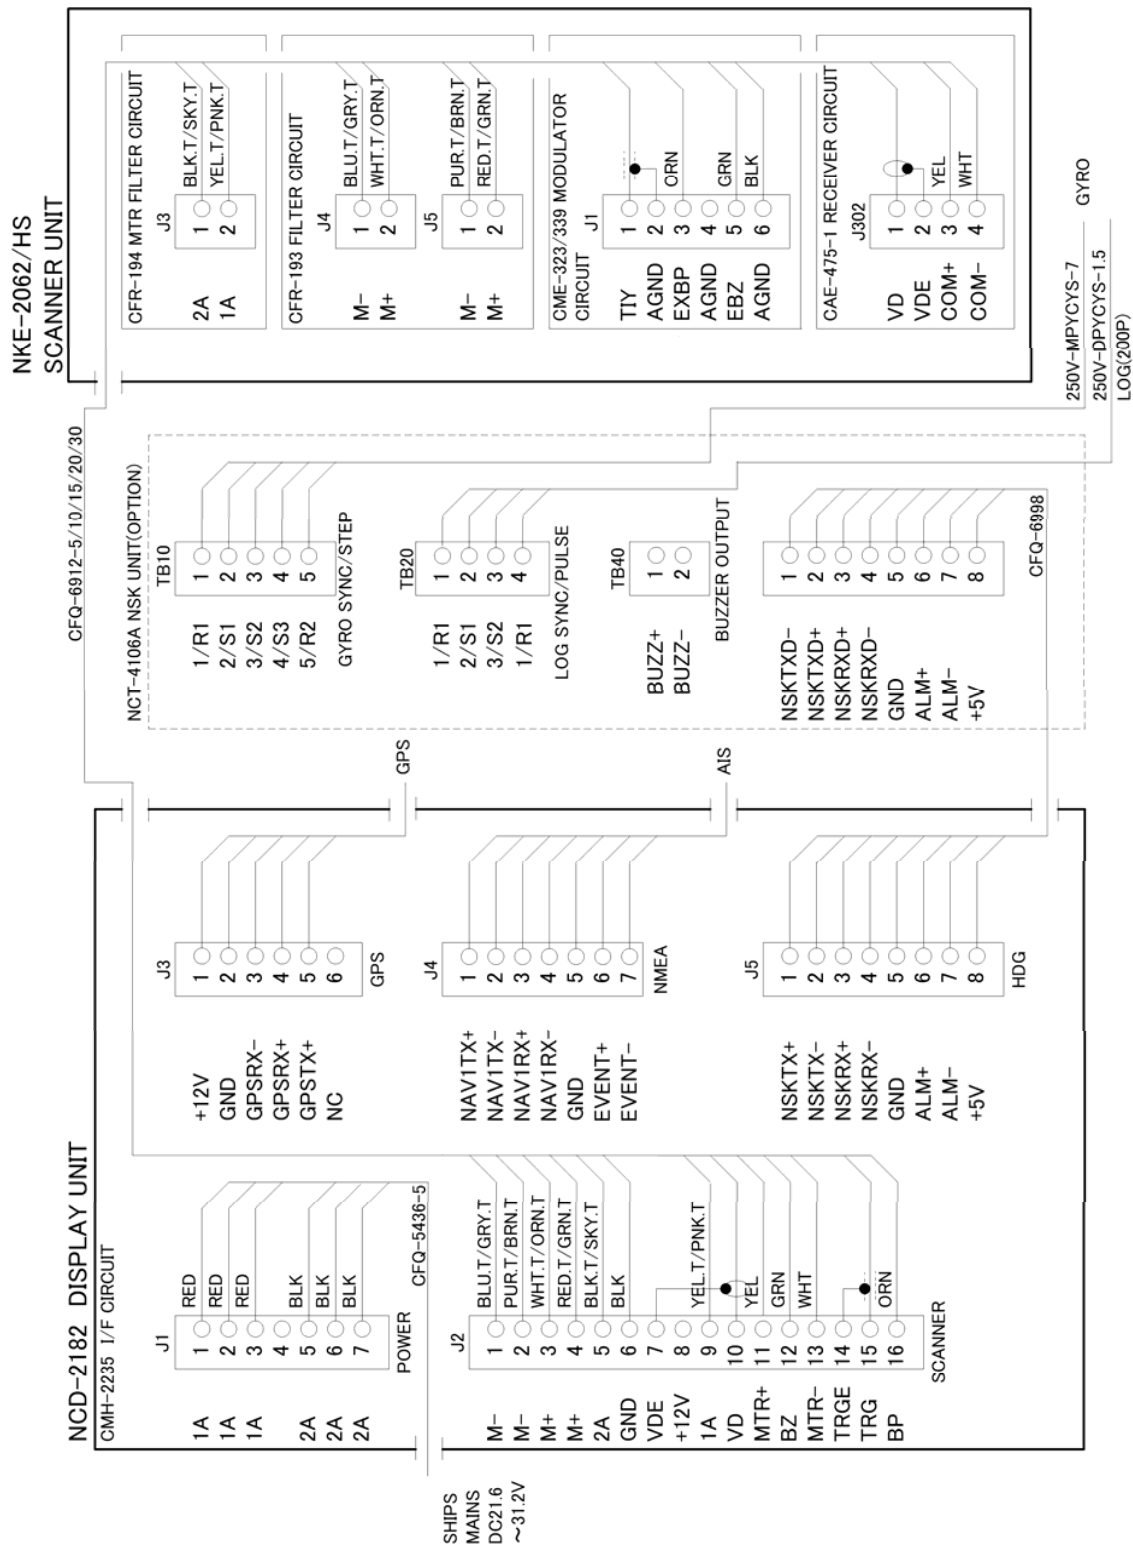 NCD-2182 DISPLAY UNIT
CMH-2235 I/F CIRCUIT
J1
1A 1 RED
1A 2 RED
1A 3 RED
4
2A 5 BLK
2A 6 BLK
2A 7 BLK
POWER
CFQ-5436-5
SHIPS
MAINS
DC21.6
~31.2V
J2
M- 1 BLU.T/GRY.T
M- 2 PUR.T/BRN.T
M+ 3 WHT.T/ORN.T
M+ 4 RED.T/GRN.T
2A 5 BLK.T/SKY.T
GND 6 BLK
VDE 7
+12V 8
1A 9 YEL.T/PNK.T
VD 10
MTR+ 11 YEL
BZ 12 GRN
MTR- 13 WHT
TRGE 14
TRG 15
BP 16 ORN
SCANNER
J3
+12V 1
GND 2
GPSRX- 3
GPSRX+ 4
GPSTX+ 5
NC 6
GPS
GPS
J4
NAV1TX+ 1
NAV1TX- 2
NAV1RX+ 3
NAV1RX- 4
GND 5
EVENT+ 6
EVENT- 7
NMEA
AIS
J5
NSKTX+ 1
NSKTX- 2
NSKRX+ 3
NSKRX- 4
GND 5
ALM+ 6
ALM- 7
+5V 8
HDG
CFQ-6912-5/10/15/20/30
NCT-4106A NSK UNIT(OPTION)
TB10
1/R1 1
2/S1 2
3/S2 3
4/S3 4
5/R2 5
GYRO SYNC/STEP
TB20
1/R1 1
2/S1 2
3/S2 3
1/R1 4
LOG SYNC/PULSE
TB40
BUZZ+ 1
BUZZ- 2
BUZZER OUTPUT
NSKTXD- 1
NSKTXD+ 2
NSKRXD+ 3
NSKRXD- 4
GND 5
ALM+ 6
ALM- 7
+5V 8
CFQ-6998
NKE-2062/HS
SCANNER UNIT
CFR-194 MTR FILTER CIRCUIT
J3
2A 1 BLK.T/SKY.T
1A 2 YEL.T/PNK.T
CFR-193 FILTER CIRCUIT
J4
M- 1 BLU.T/GRY.T
M+ 2 WHT.T/ORN.T
J5
M- 1 PUR.T/BRN.T
M+ 2 RED.T/GRN.T
CME-323/339 MODULATOR
CIRCUIT
J1
TIY 1
AGND 2
EXBP 3 ORN
AGND 4
EBZ 5 GRN
AGND 6 BLK
CAE-475-1 RECEIVER CIRCUIT
J302
VD 1
VDE 2
COM+ 3 YEL
COM- 4 WHT
250V-MPYCYS-7 GYRO
250V-DPYCYS-1.5
LOG(200P)